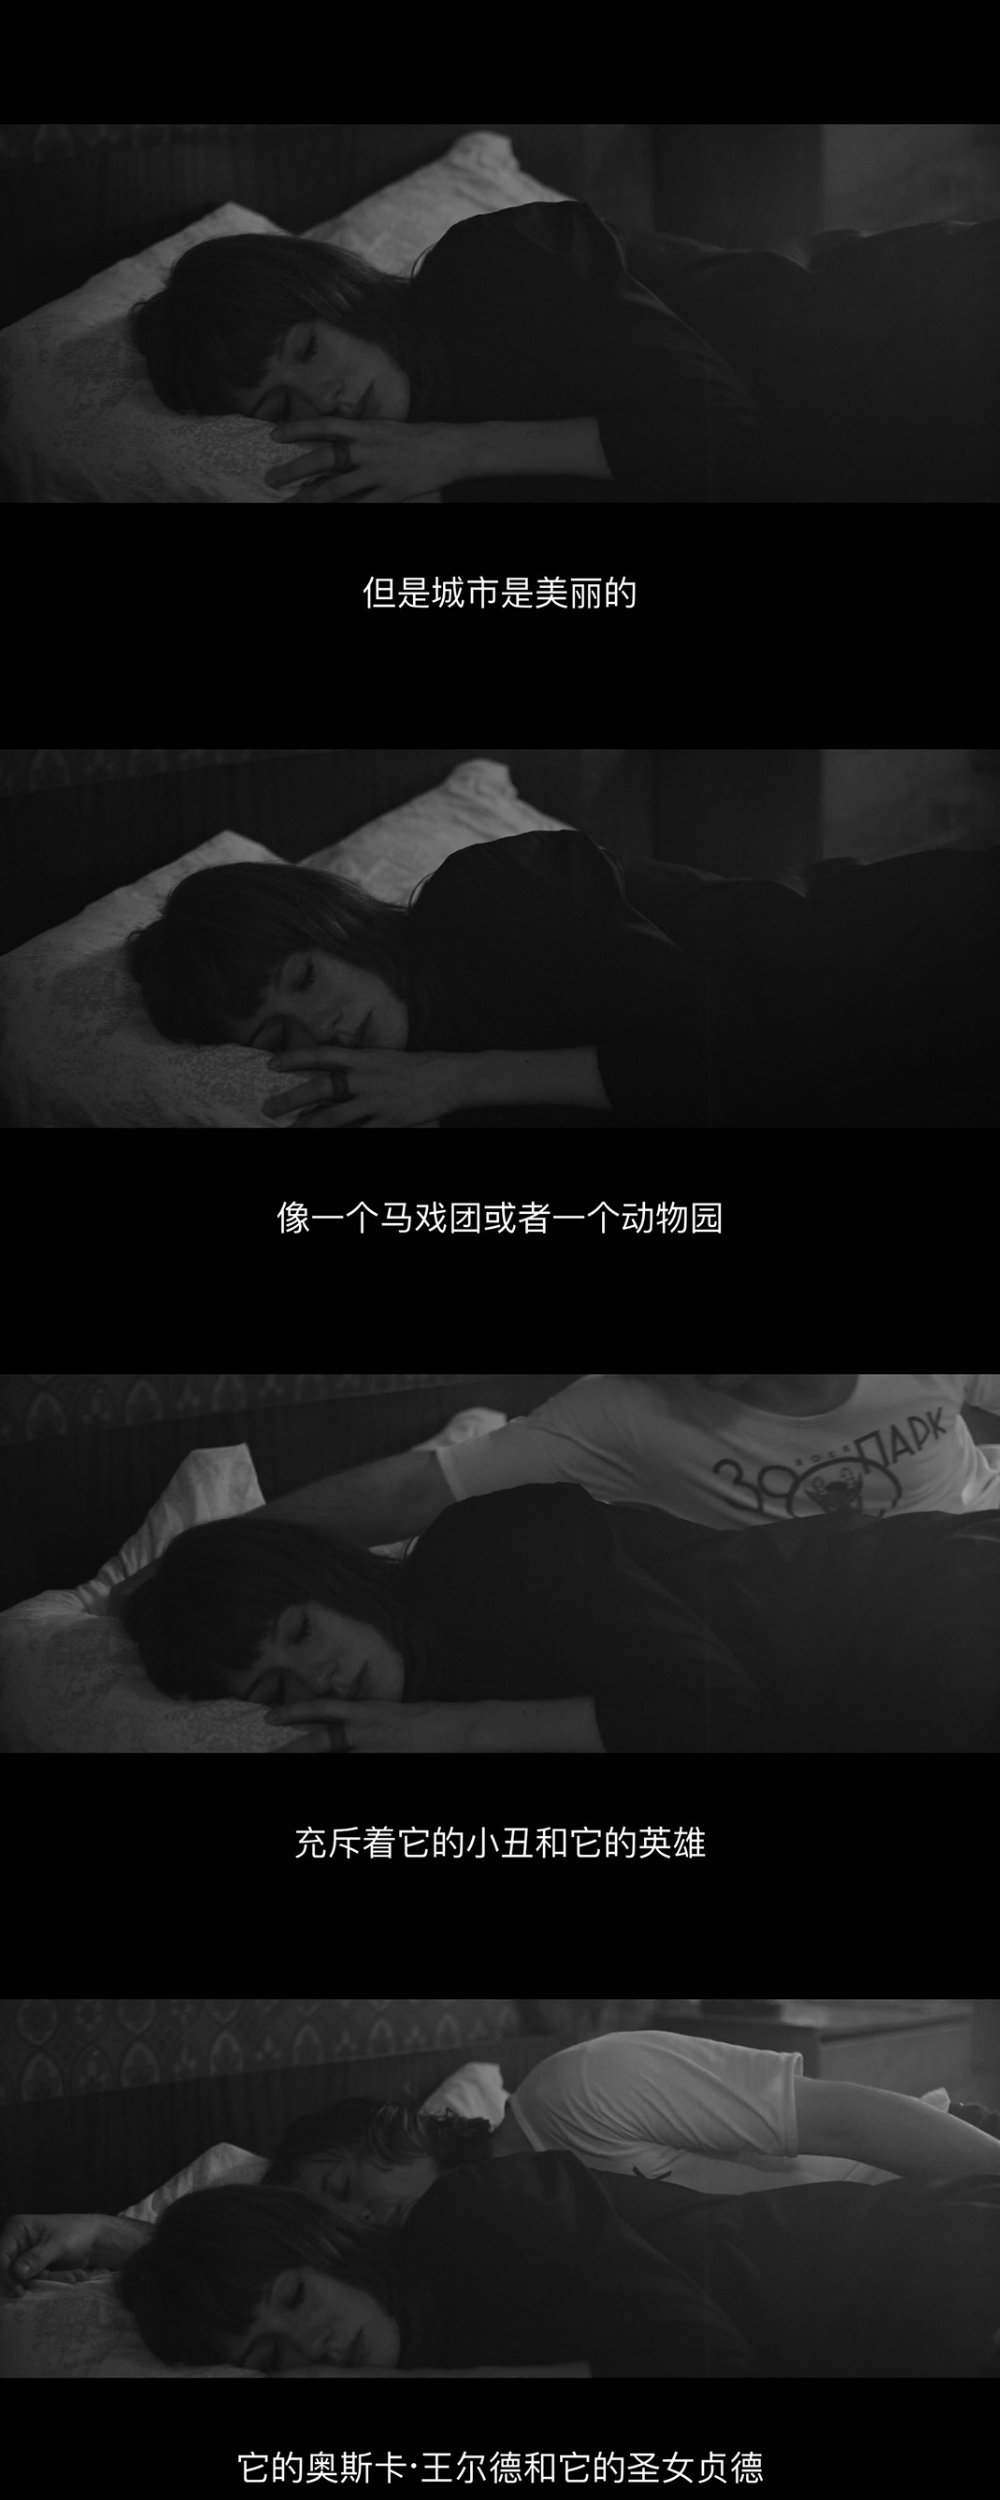 但是城市是美丽的
像一个马戏团或者一个动物园
ЗООПАРК
充斥着它的小丑和它的英雄
它的奥斯卡·王尔德和它的圣女贞德